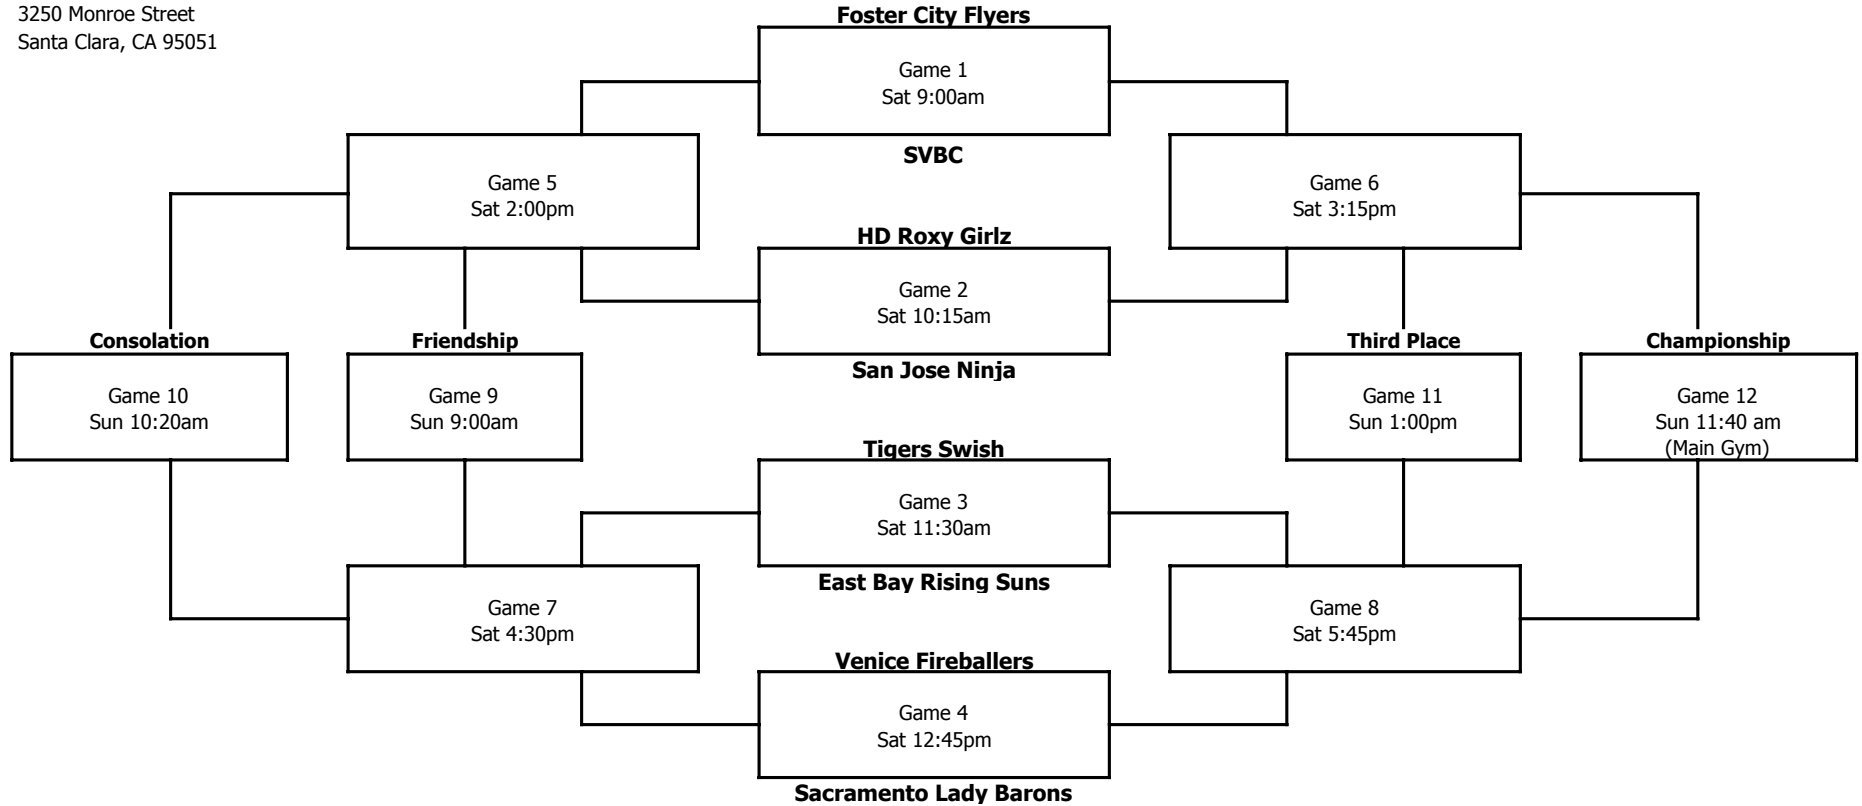 3250 Monroe Street
Santa Clara, CA 95051
Foster City Flyers
Game 1
Sat 9:00am
SVBC
Game 5
Sat 2:00pm
Game 6
Sat 3:15pm
HD Roxy Girlz
Game 2
Sat 10:15am
San Jose Ninja
Consolation
Game 10
Sun 10:20am
Friendship
Game 9
Sun 9:00am
Third Place
Game 11
Sun 1:00pm
Championship
Game 12
Sun 11:40 am
(Main Gym)
Tigers Swish
Game 3
Sat 11:30am
East Bay Rising Suns
Game 7
Sat 4:30pm
Game 8
Sat 5:45pm
Venice Fireballers
Game 4
Sat 12:45pm
Sacramento Lady Barons